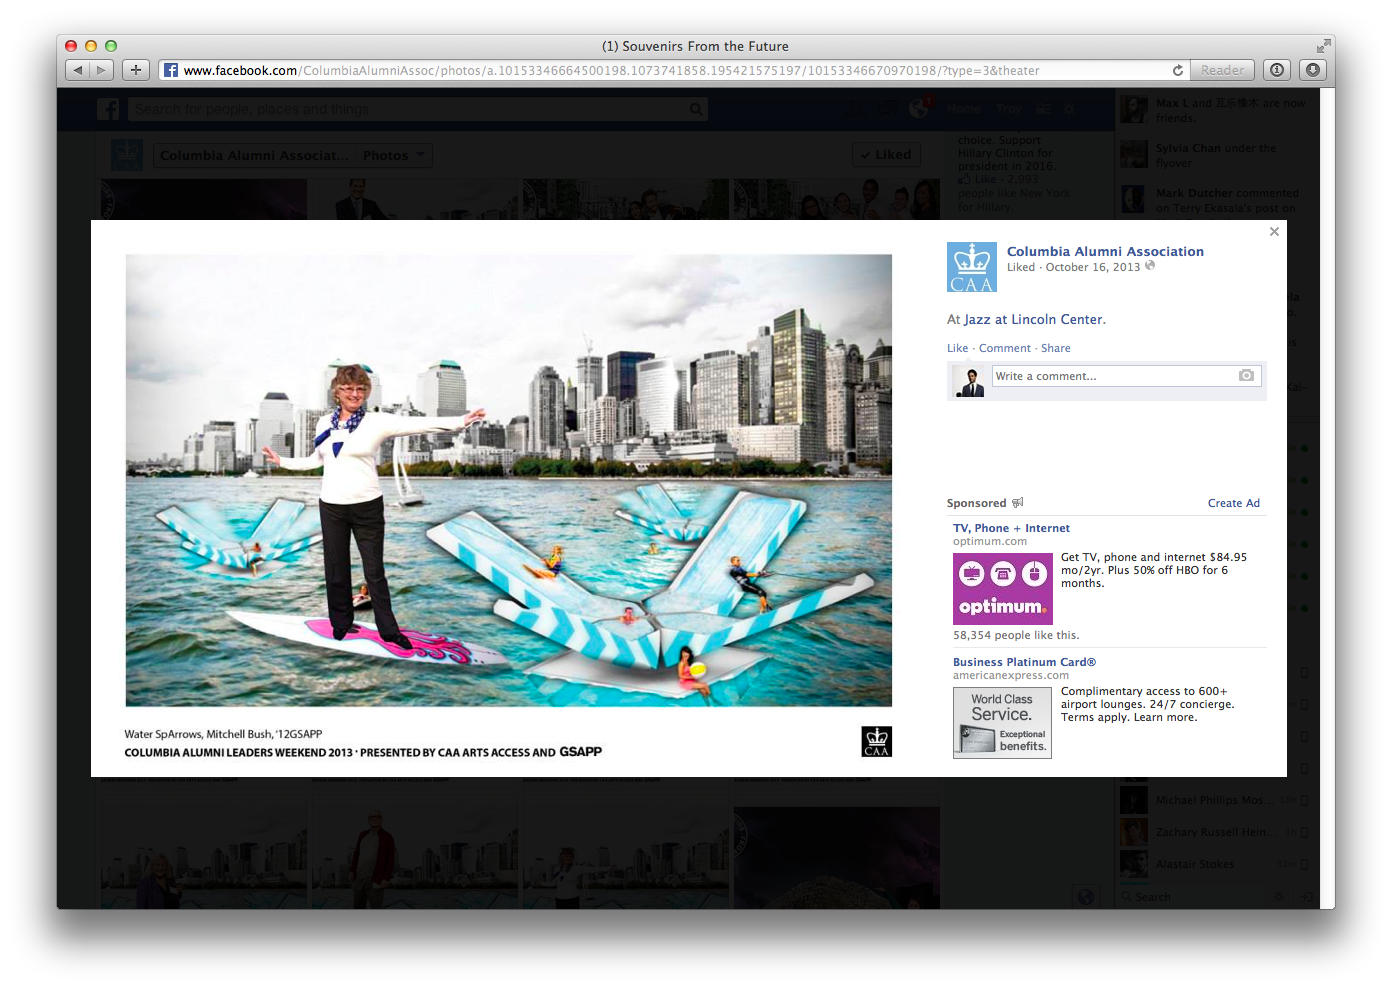 (1) Souvenirs From the Future
www.facebook.com/ColumbiaAlumniAssoc/photos/a.10153346664500198.1073741858.195421575197/10153346670970198/?type=3&theater
Reader
Search for people, places and things
1
Home
Troy
Columbia Alumni Associat...
Photos
Liked
choice. Support
Hillary Clinton for
president in 2016.
Like · 2,993
people like New York
for Hillary.
Max L and 瓦乐橡木 are now
friends.
Sylvia Chan under the
flyover
Mark Dutcher commented
on Terry Ekasala's post on
Columbia Alumni Association
Liked · October 16, 2013
CAA
At Jazz at Lincoln Center.
Like · Comment · Share
Write a comment...
Sponsored
Create Ad
TV, Phone + Internet
optimum.com
optimum.
Get TV, phone and internet $84.95
mo/2yr. Plus 50% off HBO for 6
months.
58,354 people like this.
Business Platinum Card®
americanexpress.com
World Class
Service.
Exceptional
benefits.
Complimentary access to 600+
airport lounges. 24/7 concierge.
Terms apply. Learn more.
Water SpArrows, Mitchell Bush, '12GSAPP
COLUMBIA ALUMNI LEADERS WEEKEND 2013 · PRESENTED BY CAA ARTS ACCESS AND GSAPP
CAA
Michael Phillips Mos...
Zachary Russell Hein...
Alastair Stokes
Search